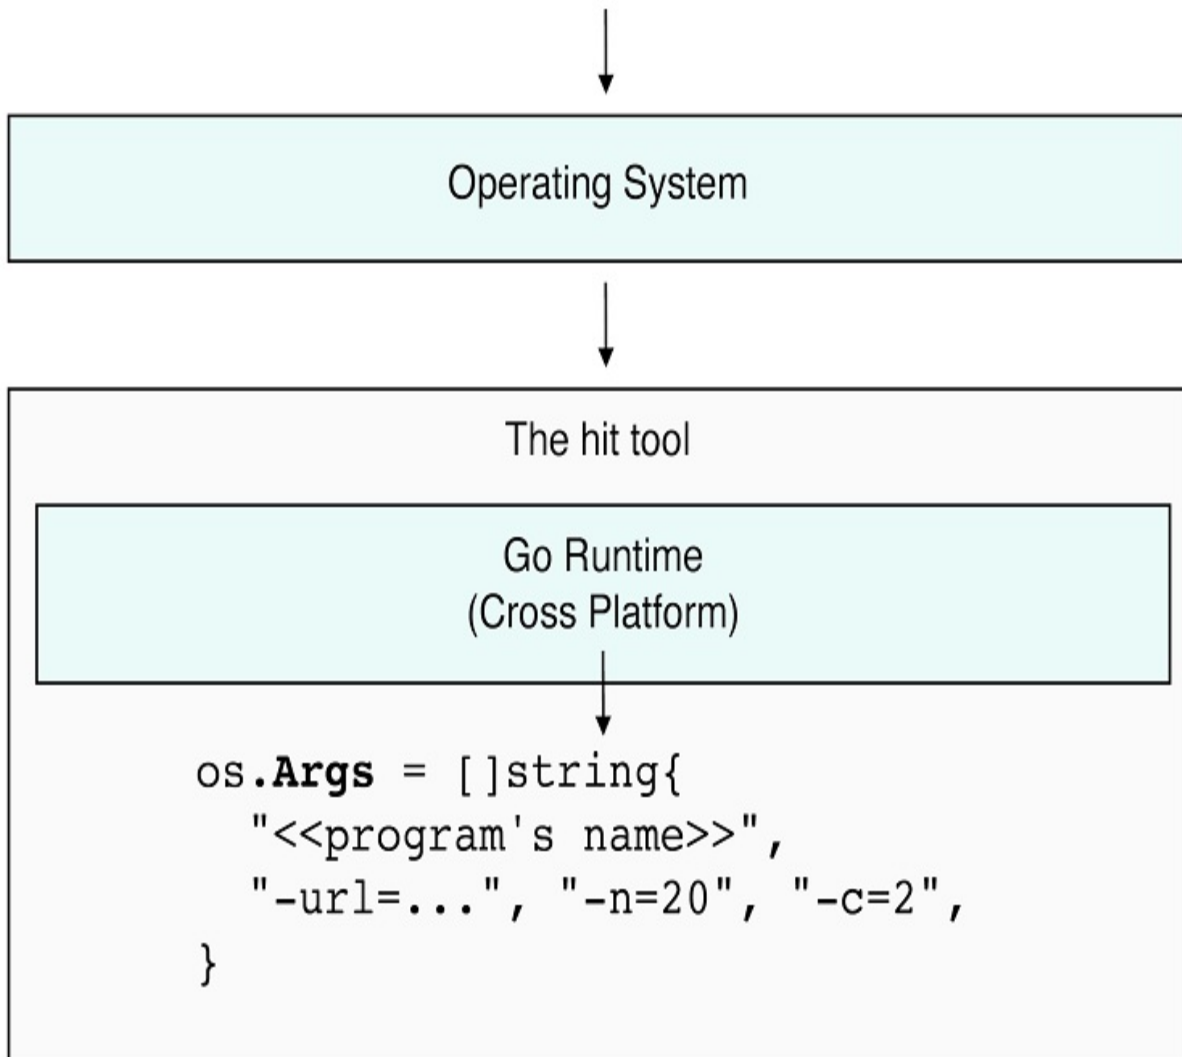 Operating System
The hit tool
Go Runtime
(Cross Platform)
os.Args = []string{
"<<program's name>>",
"-url=...", "-n=20", "-c=2",
}